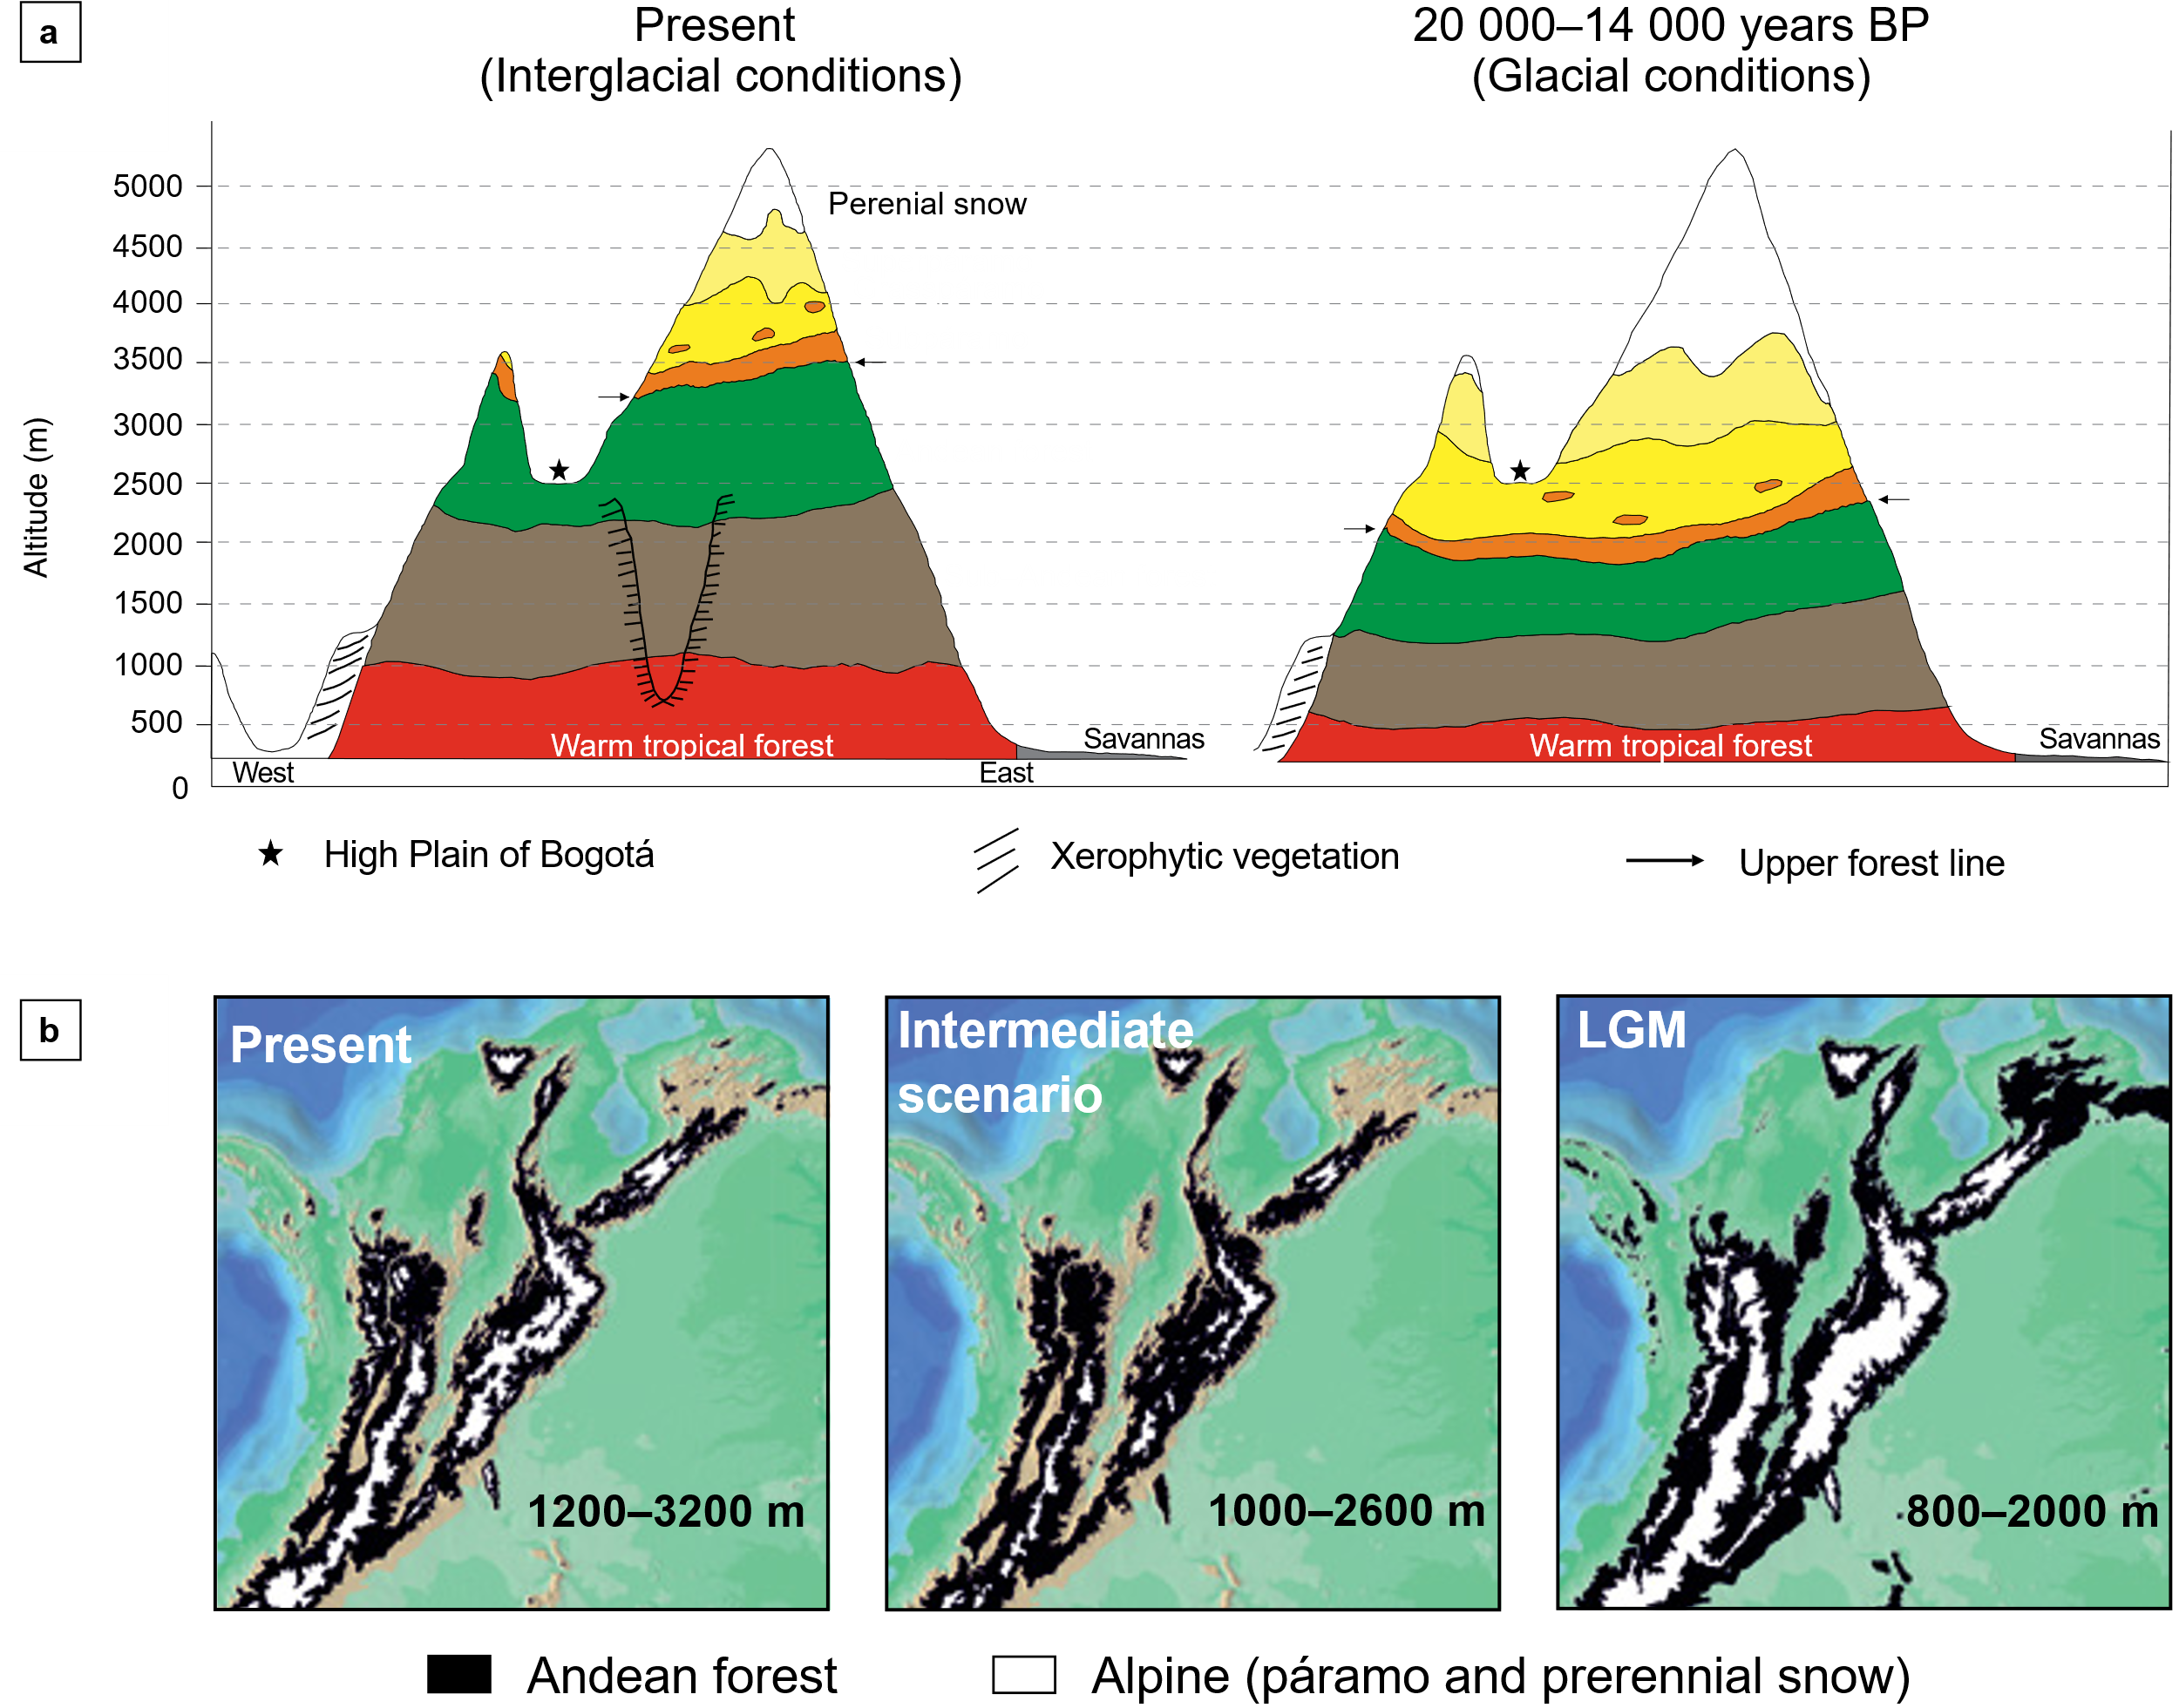 a
Present
(Interglacial conditions)
20 000–14 000 years BP
(Glacial conditions)
Altitude (m)
5000
4500
4000
3500
3000
2500
2000
1500
1000
500
0
Perenial snow
Warm tropical forest
Savannas
West
East
Warm tropical forest
Savannas
High Plain of Bogotá
Xerophytic vegetation
Upper forest line
b
Present
1200–3200 m
Intermediate
scenario
1000–2600 m
LGM
800–2000 m
Andean forest
Alpine (páramo and prerennial snow)